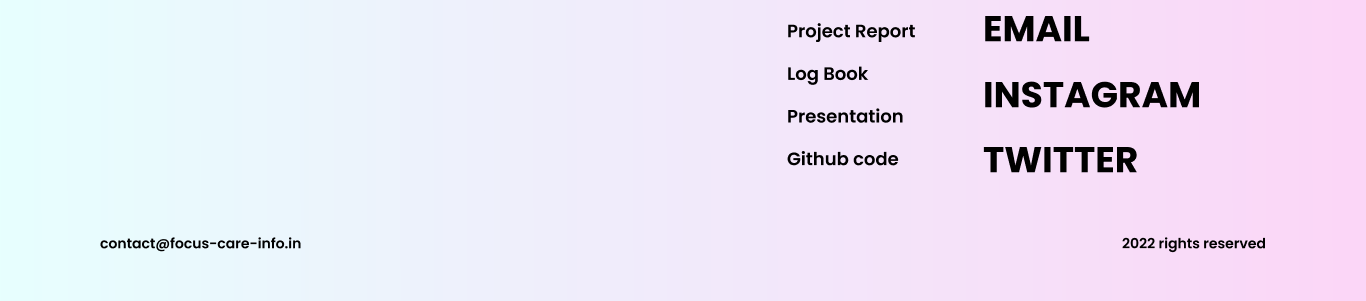 Project Report
Log Book
Presentation
Github code
EMAIL
INSTAGRAM
TWITTER
contact@focus-care-info.in
2022 rights reserved